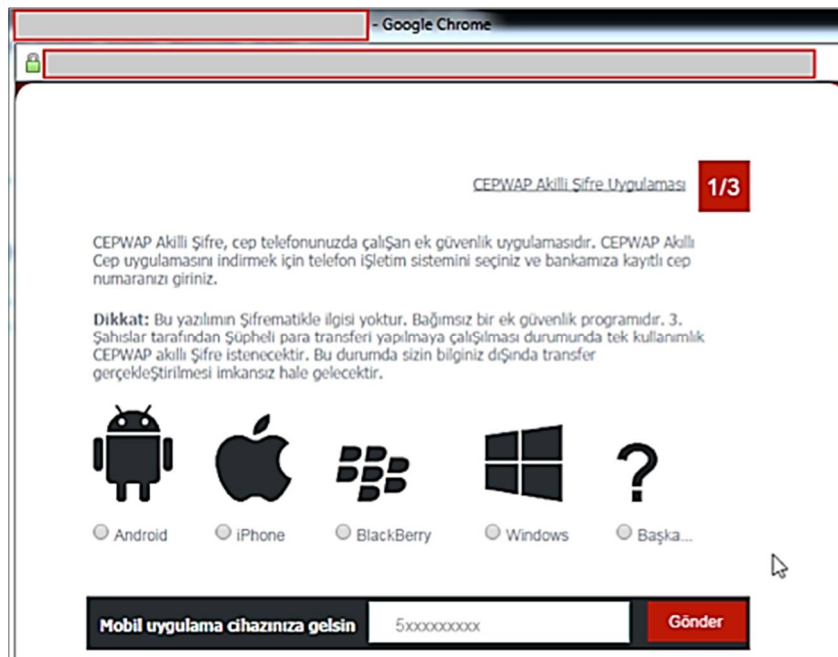 - Google Chrome
CEPWAP Akilli Şifre Uygulaması
1/3
CEPWAP Akilli Şifre, cep telefonunuzda çalıŞan ek güvenlik uygulamasıdır. CEPWAP Akıllı
Cep uygulamasını indirmek için telefon iŞletim sistemini seçiniz ve bankamıza kayıtlı cep
numaranızı giriniz.
Dikkat: Bu yazılımın Şifrematikle ilgisi yoktur. Bağımsız bir ek güvenlik programıdır. 3.
Şahıslar tarafından Şüpheli para transferi yapılmaya çalıŞılması durumunda tek kullanımlık
CEPWAP akıllı Şifre istenecektir. Bu durumda sizin bilginiz dıŞında transfer
gerçekleŞtirilmesi imkansız hale gelecektir.
?
Android
iPhone
BlackBerry
Windows
Başka...
Mobil uygulama cihazınıza gelsin
5xxxxxxxxx
Gönder